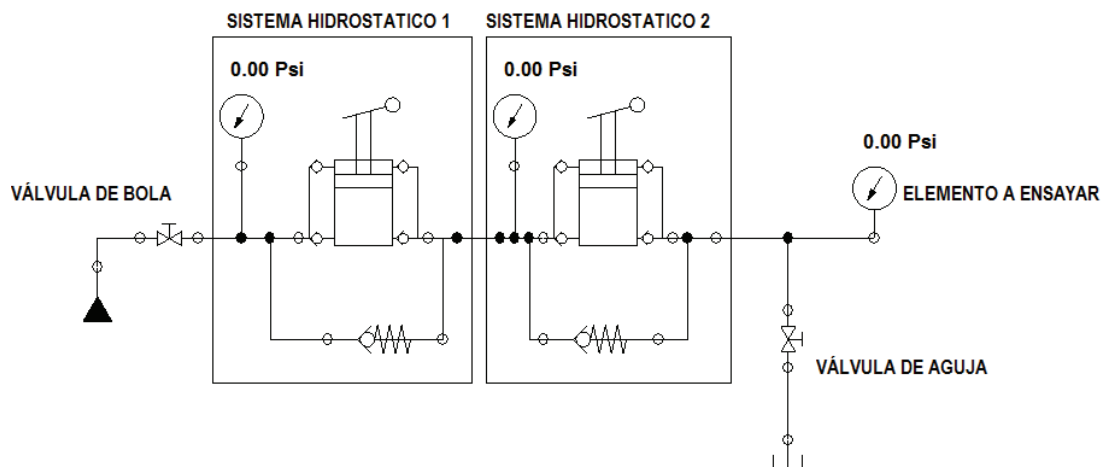 SISTEMA HIDROSTATICO 1
SISTEMA HIDROSTATICO 2
0.00 Psi
0.00 Psi
0.00 Psi
VÁLVULA DE BOLA
ELEMENTO A ENSAYAR
VÁLVULA DE AGUJA